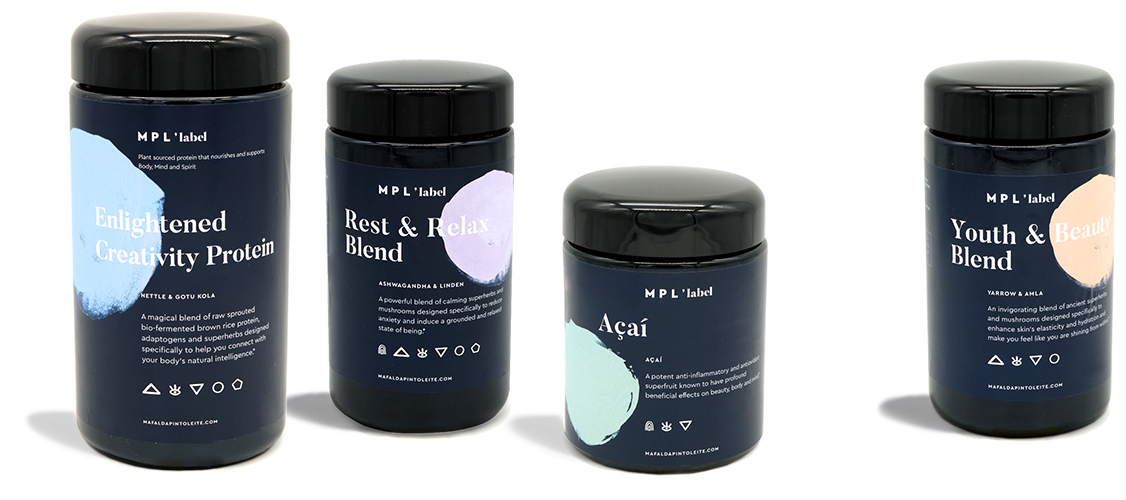 MPL'label
Plant sourced protein that nourishes and supports
Body, Mind and Spirit
Enlightened
Creativity Protein
NETTLE & GOTU KOLA
A magical blend of raw sprouted
bio-fermented brown rice protein,
adaptogens and superherbs designed
specifically to help you connect with
your body's natural intelligence.*
MAFALDAPINTOLEITE.COM
MPL'label
Rest & Relax
Blend
ASHWAGANDHA & LINDEN
A powerful blend of calming superherbs and
mushrooms designed specifically to reduce
anxiety and induce a grounded and relaxed
state of being.*
MAFALDAPINTOLEITE.COM
MPL'label
Açaí
AÇAÍ
A potent anti-inflammatory and antioxidant
superfruit known to have profound
beneficial effects on beauty, body and mind.*
MAFALDAPINTOLEITE.COM
MPL'label
Youth & Beauty
Blend
YARROW & AMLA
An invigorating blend of ancient superherbs
and mushrooms designed specifically to
enhance skin's elasticity and hydration and
make you feel like you are shining from
MAFALDAPINTOLEITE.COM